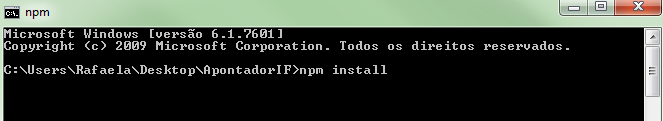 npm
Microsoft Windows [versão 6.1.7601]
Copyright (c) 2009 Microsoft Corporation. Todos os direitos reservados.
C:\Users\Rafaela\Desktop\ApontadorIF>npm install